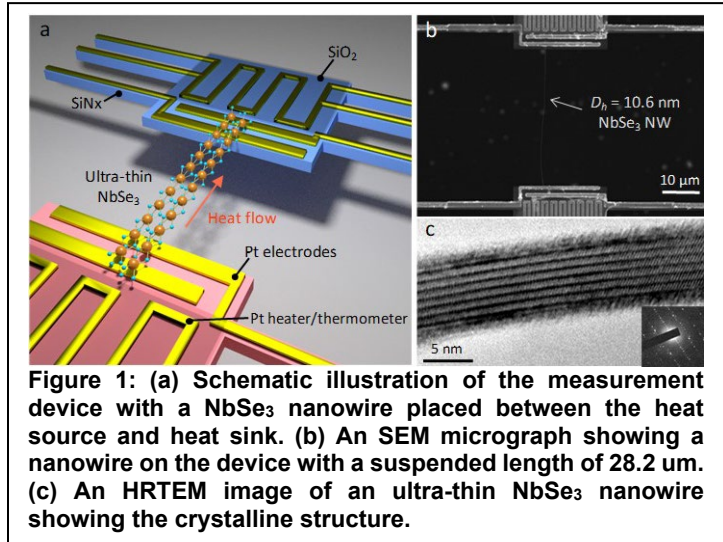 a
SiO₂
SiNx
Ultra-thin
NbSe₃
Heat flow
Pt electrodes
Pt heater/thermometer
b
Dₕ = 10.6 nm
NbSe₃ NW
10 µm
c
5 nm
Figure 1: (a) Schematic illustration of the measurement
device with a NbSe₃ nanowire placed between the heat
source and heat sink. (b) An SEM micrograph showing a
nanowire on the device with a suspended length of 28.2 um.
(c) An HRTEM image of an ultra-thin NbSe₃ nanowire
showing the crystalline structure.